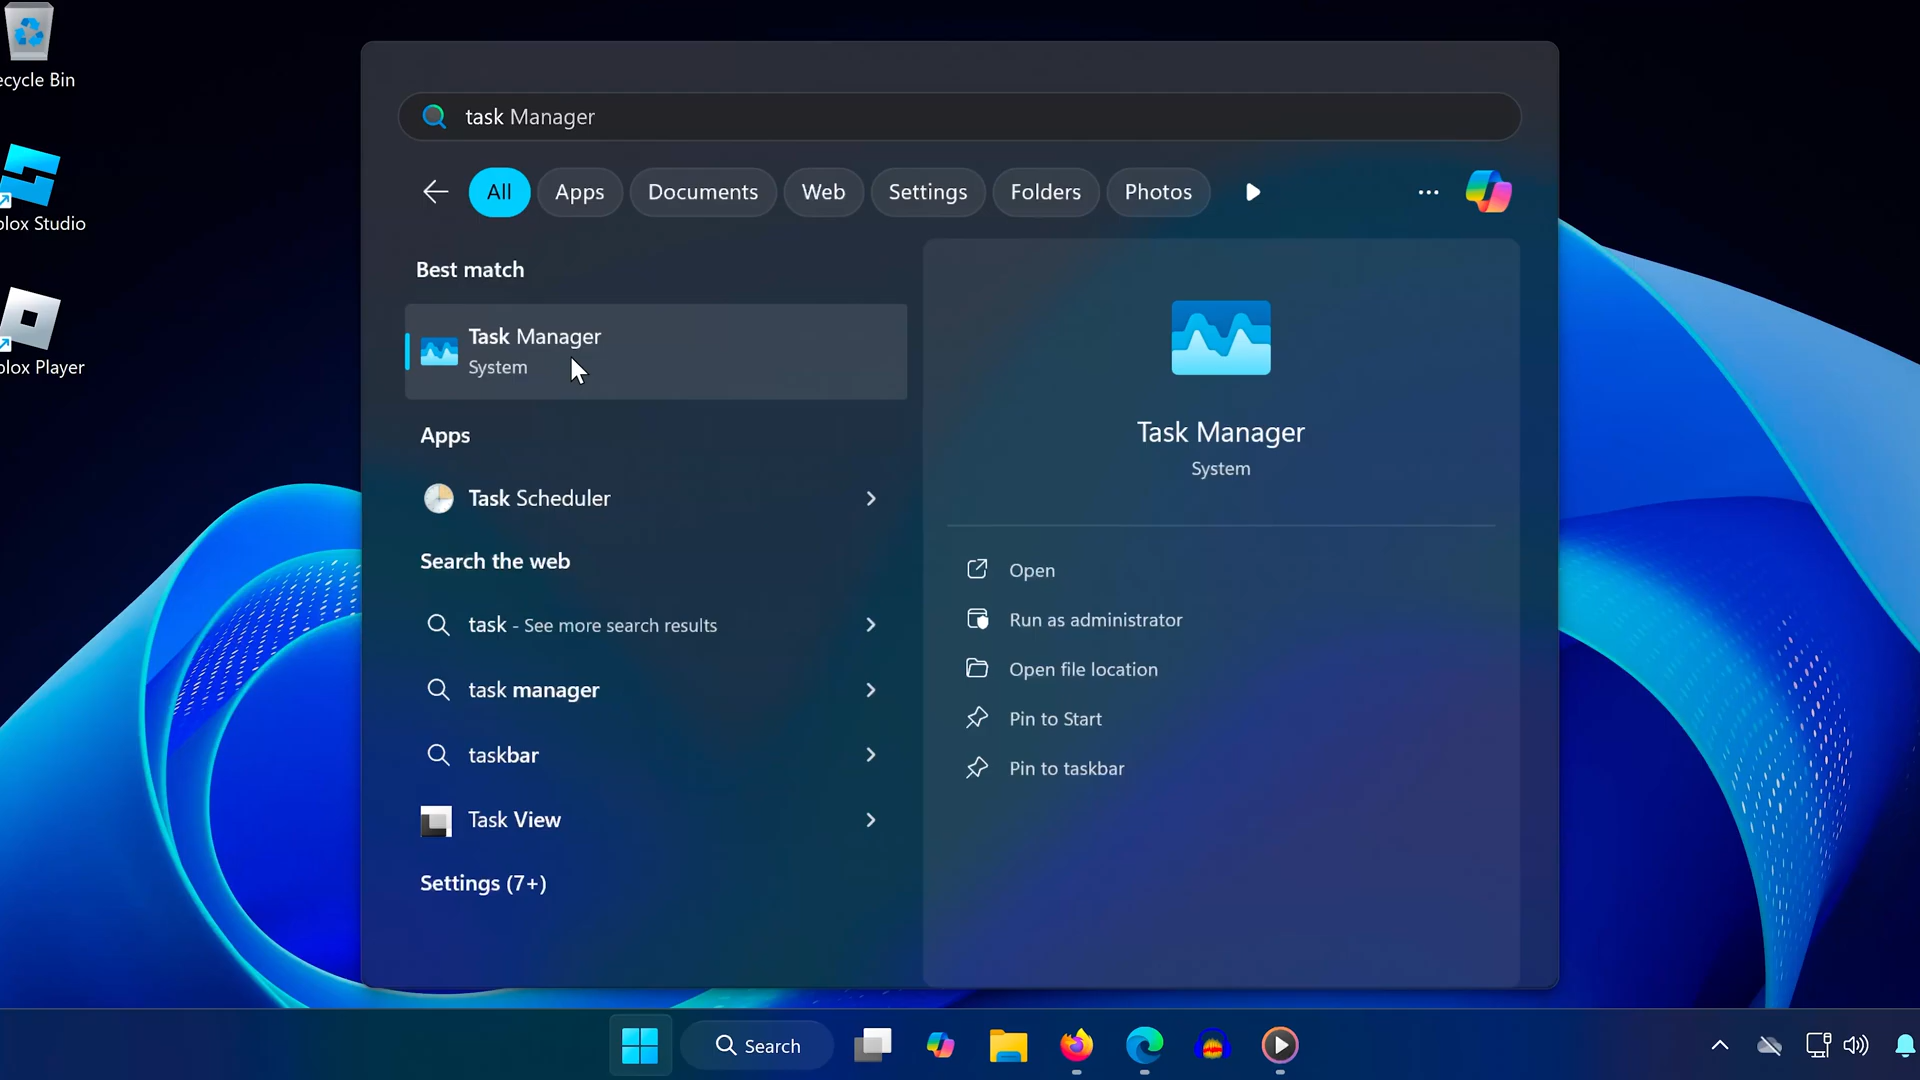 ecycle Bin
olox Studio
olox Player
task Manager
All
Apps
Documents
Web
Settings
Folders
Photos
Best match
Task Manager
System
Apps
Task Scheduler
Search the web
task - See more search results
task manager
taskbar
Task View
Settings (7+)
Task Manager
System
Open
Run as administrator
Open file location
Pin to Start
Pin to taskbar
Search